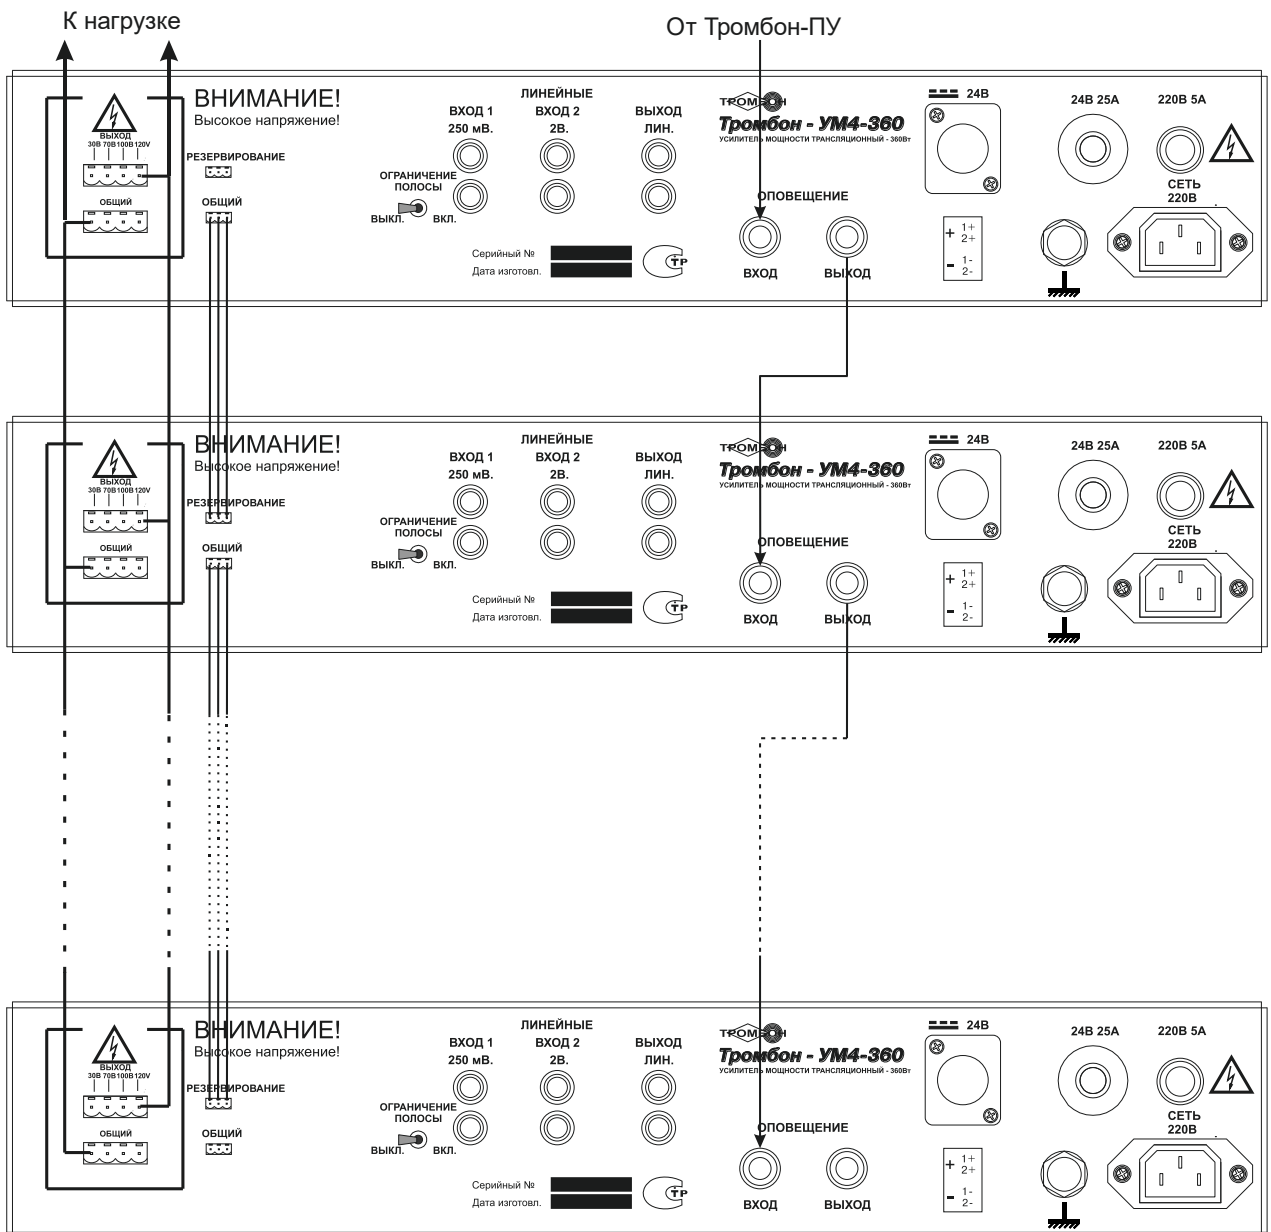 К нагрузке
От Тромбон-ПУ
ВНИМАНИЕ!
Высокое напряжение!
ВЫХОД
30В 70В 100В 120V
ОБЩИЙ
РЕЗЕРВИРОВАНИЕ
ОБЩИЙ
ЛИНЕЙНЫЕ
ВХОД 1 ВХОД 2 ВЫХОД
250 мВ. 2В. ЛИН.
ОГРАНИЧЕНИЕ
ПОЛОСЫ
ВЫКЛ. ВКЛ.
Серийный №
Дата изготовл.
ТР
ТРОМБОН
Тромбон - УМ4-360
УСИЛИТЕЛЬ МОЩНОСТИ ТРАНСЛЯЦИОННЫЙ - 360Вт
ОПОВЕЩЕНИЕ
ВХОД ВЫХОД
24В
24В 25А
220В 5А
+ 1+
2+
- 1-
2-
СЕТЬ
220В
ВНИМАНИЕ!
Высокое напряжение!
ВЫХОД
30В 70В 100В 120V
ОБЩИЙ
РЕЗЕРВИРОВАНИЕ
ОБЩИЙ
ЛИНЕЙНЫЕ
ВХОД 1 ВХОД 2 ВЫХОД
250 мВ. 2В. ЛИН.
ОГРАНИЧЕНИЕ
ПОЛОСЫ
ВЫКЛ. ВКЛ.
Серийный №
Дата изготовл.
ТР
ТРОМБОН
Тромбон - УМ4-360
УСИЛИТЕЛЬ МОЩНОСТИ ТРАНСЛЯЦИОННЫЙ - 360Вт
ОПОВЕЩЕНИЕ
ВХОД ВЫХОД
24В
24В 25А
220В 5А
+ 1+
2+
- 1-
2-
СЕТЬ
220В
ВНИМАНИЕ!
Высокое напряжение!
ВЫХОД
30В 70В 100В 120V
ОБЩИЙ
РЕЗЕРВИРОВАНИЕ
ОБЩИЙ
ЛИНЕЙНЫЕ
ВХОД 1 ВХОД 2 ВЫХОД
250 мВ. 2В. ЛИН.
ОГРАНИЧЕНИЕ
ПОЛОСЫ
ВЫКЛ. ВКЛ.
Серийный №
Дата изготовл.
ТР
ТРОМБОН
Тромбон - УМ4-360
УСИЛИТЕЛЬ МОЩНОСТИ ТРАНСЛЯЦИОННЫЙ - 360Вт
ОПОВЕЩЕНИЕ
ВХОД ВЫХОД
24В
24В 25А
220В 5А
+ 1+
2+
- 1-
2-
СЕТЬ
220В